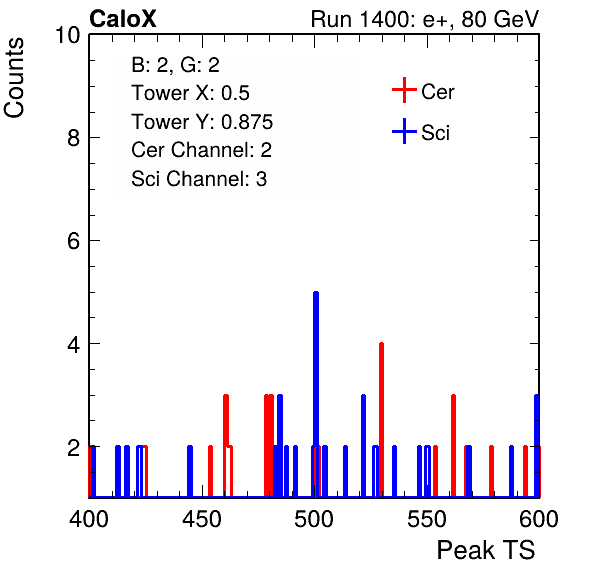 CaloX Run 1400: e+, 80 GeV
Counts
10
8
6
4
2
B: 2, G: 2
Tower X: 0.5
Tower Y: 0.875
Cer Channel: 2
Sci Channel: 3
Cer
Sci
400 450 500 550 600
Peak TS